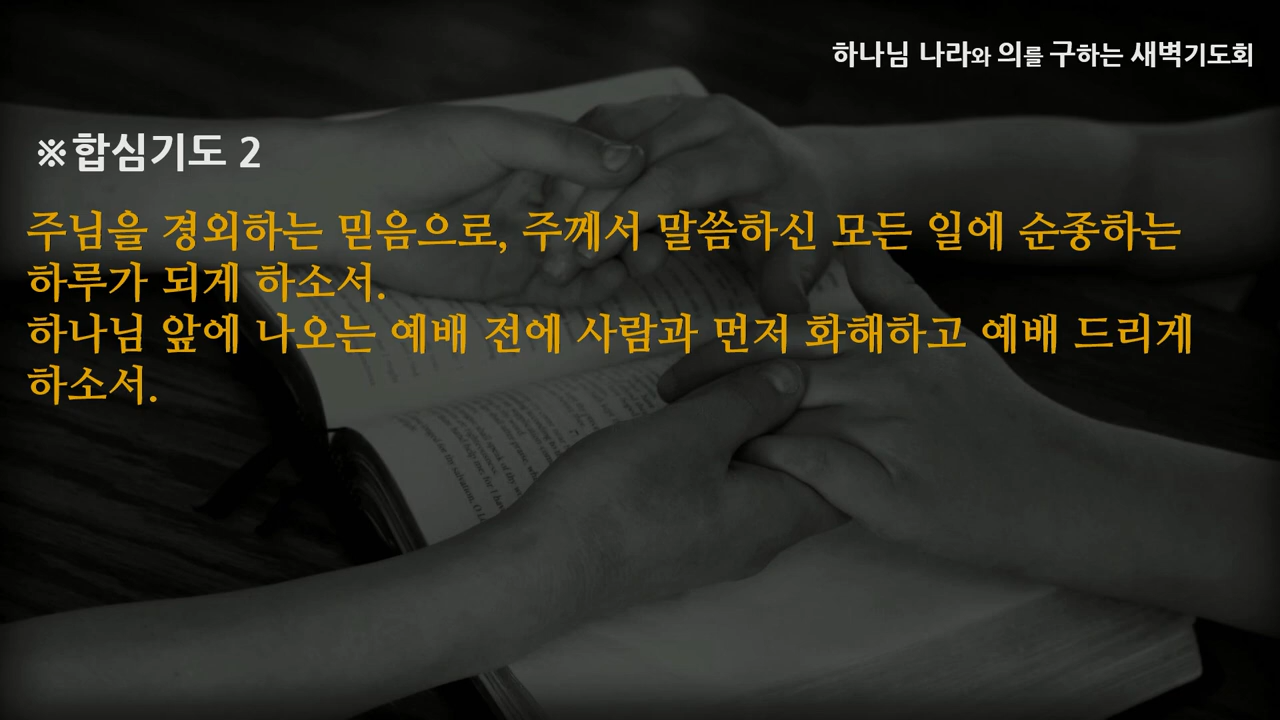 하나님 나라와 의를 구하는 새벽기도회
※합심기도 2
주님을 경외하는 믿음으로, 주께서 말씀하신 모든 일에 순종하는
하루가 되게 하소서.
하나님 앞에 나오는 예배 전에 사람과 먼저 화해하고 예배 드리게
하소서.